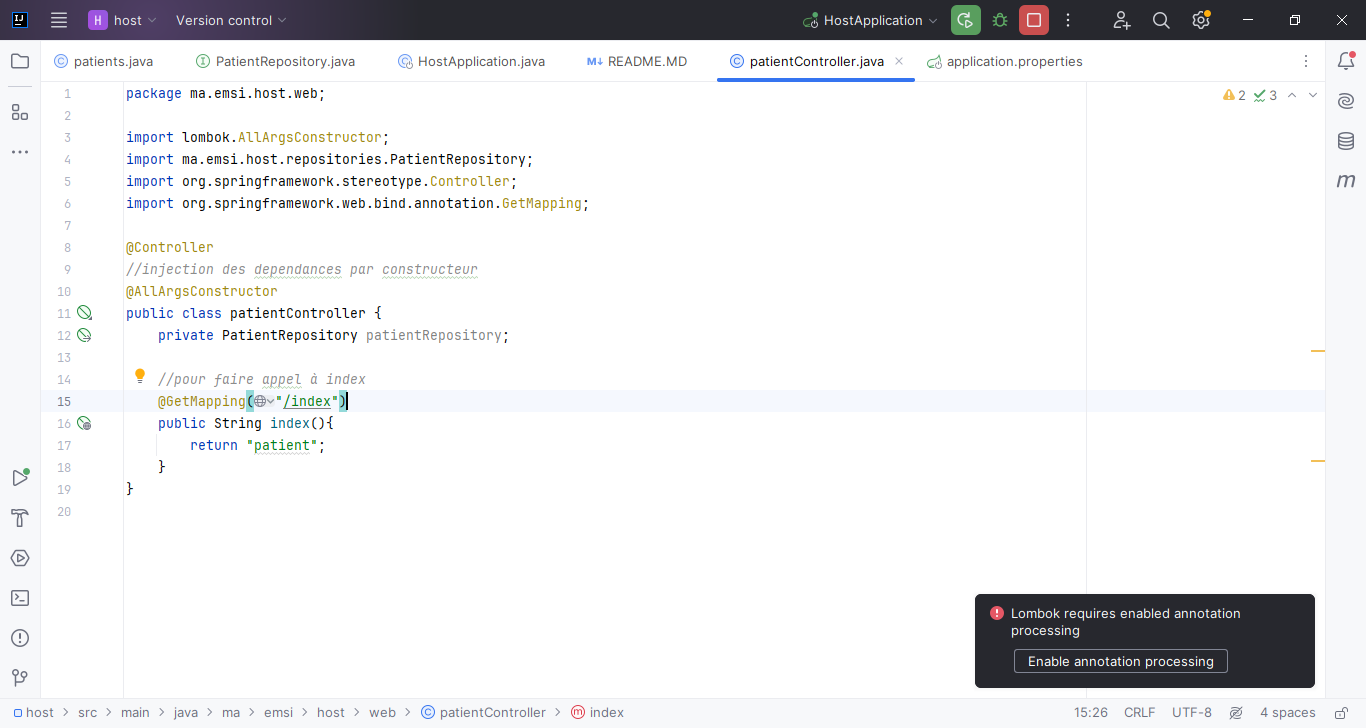 H host Version control HostApplication
patients.java PatientRepository.java HostApplication.java README.MD patientController.java application.properties
2 3
1 package ma.emsi.host.web;
2
3 import lombok.AllArgsConstructor;
4 import ma.emsi.host.repositories.PatientRepository;
5 import org.springframework.stereotype.Controller;
6 import org.springframework.web.bind.annotation.GetMapping;
7
8 @Controller
9 //injection des dependances par constructeur
10 @AllArgsConstructor
11 public class patientController {
12 private PatientRepository patientRepository;
13
14 //pour faire appel à index
15 @GetMapping("/index")
16 public String index(){
17 return "patient";
18 }
19 }
20
Lombok requires enabled annotation
processing
Enable annotation processing
host > src > main > java > ma > emsi > host > web > patientController > index 15:26 CRLF UTF-8 4 spaces